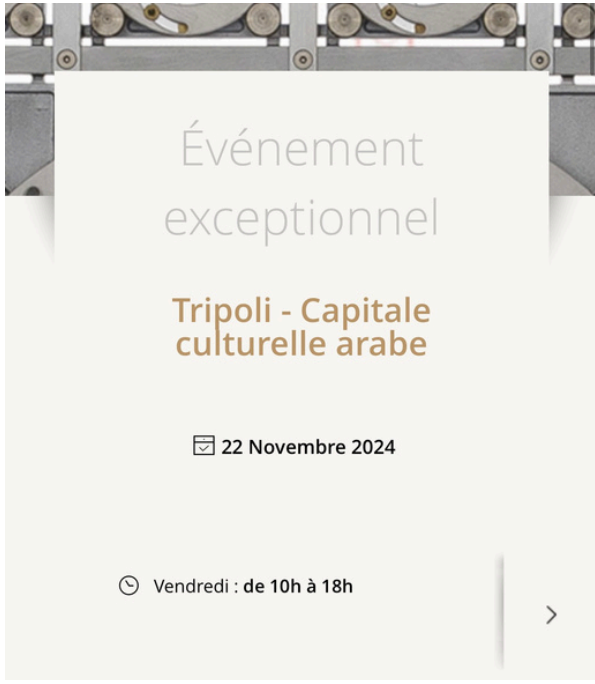 Événement
exceptionnel
Tripoli - Capitale
culturelle arabe
22 Novembre 2024
Vendredi : de 10h à 18h